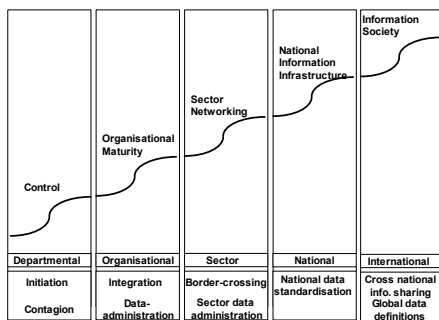 Information
Society
National
Information
Infrastructure
Sector
Networking
Organisational
Maturity
Control
Departmental
Organisational
Sector
National
International
Initiation
Contagion
Integration
Data-
administration
Border-crossing
Sector data
administration
National data
standardisation
Cross national
info. sharing
Global data
definitions